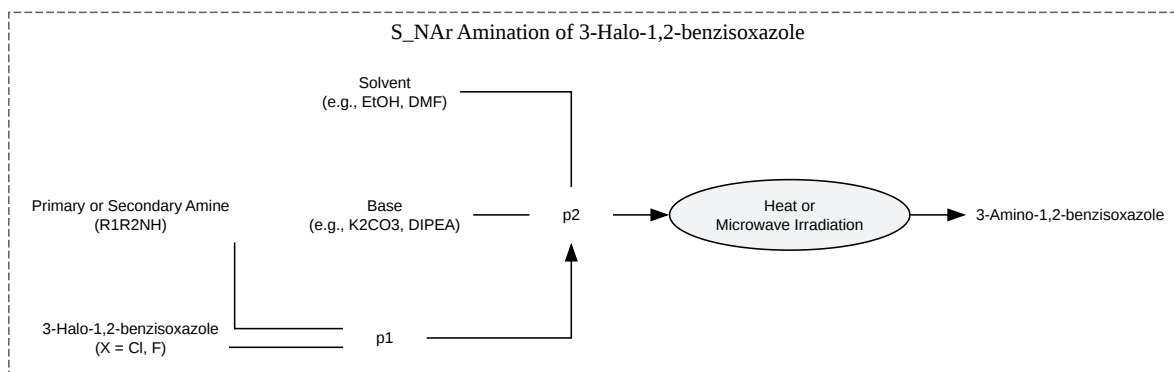 S_NAr Amination of 3-Halo-1,2-benzisoxazole
Solvent
(e.g., EtOH, DMF)
Primary or Secondary Amine
(R1R2NH)
Base
(e.g., K2CO3, DIPEA)
p2
Heat or
Microwave Irradiation
3-Amino-1,2-benzisoxazole
3-Halo-1,2-benzisoxazole
(X = Cl, F)
p1